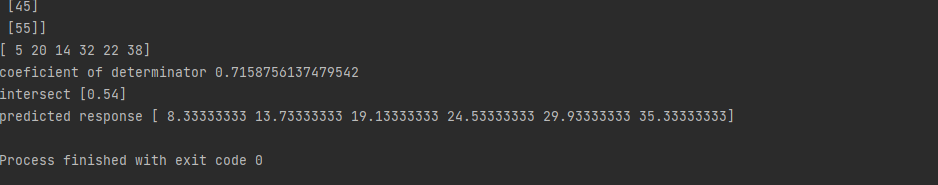 [45]
[55]]
[ 5 20 14 32 22 38]
coeficient of determinator 0.7158756137479542
intersect [0.54]
predicted response [ 8.33333333 13.73333333 19.13333333 24.53333333 29.93333333 35.33333333]
Process finished with exit code 0